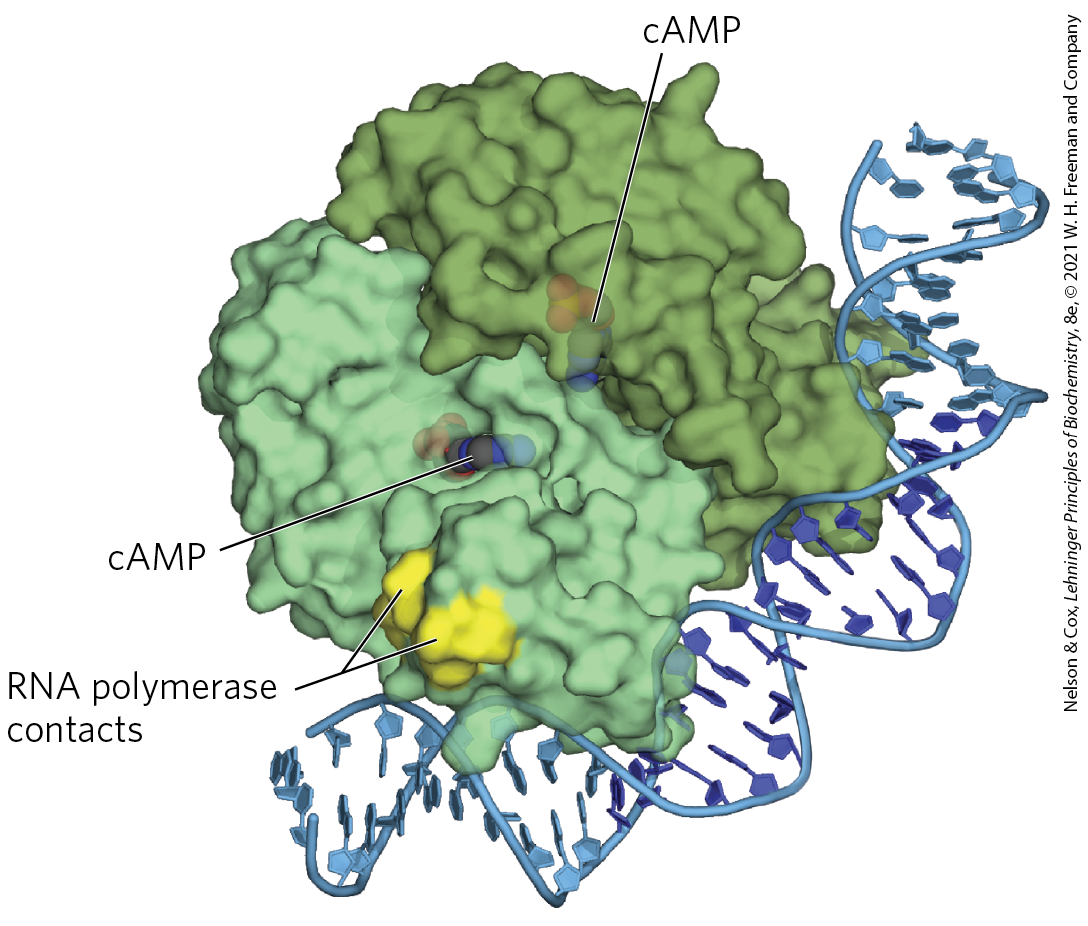 cAMP
cAMP
RNA polymerase
contacts
Nelson & Cox, Lehninger Principles of Biochemistry, 8e, © 2021 W. H. Freeman and Company